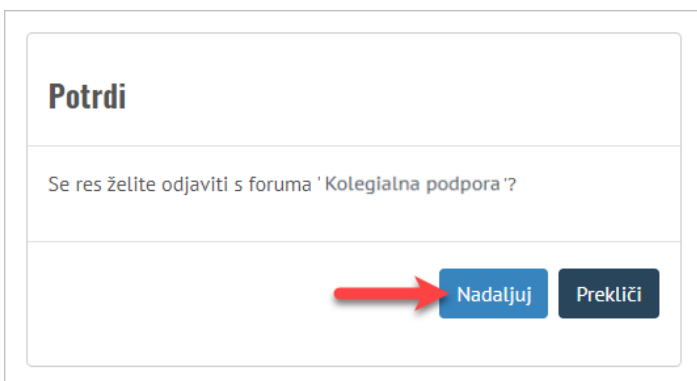 Potrdi
Se res želite odjaviti s foruma 'Kolegialna podpora'?
Nadaljuj Prekliči